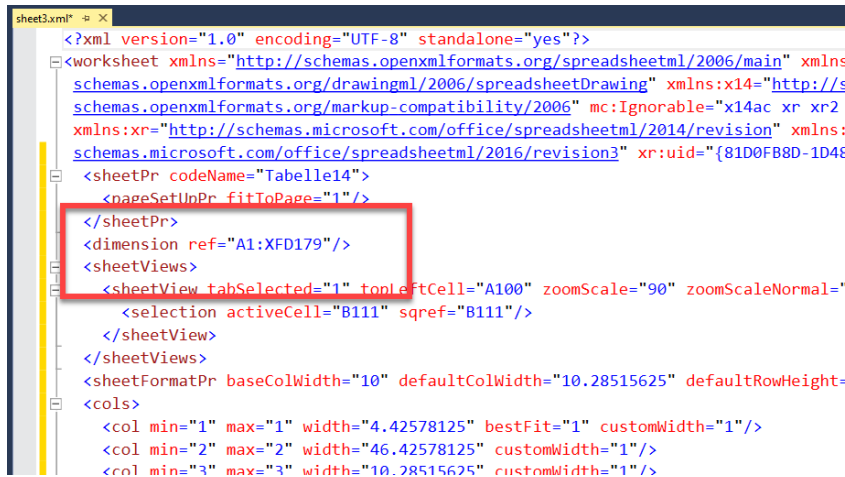 sheet3.xml*
<?xml version="1.0" encoding="UTF-8" standalone="yes"?>
<worksheet xmlns="http://schemas.openxmlformats.org/spreadsheetml/2006/main" xmlns
schemas.openxmlformats.org/drawingml/2006/spreadsheetDrawing" xmlns:x14="http://s
schemas.openxmlformats.org/markup-compatibility/2006" mc:Ignorable="x14ac xr xr2
xmlns:xr="http://schemas.microsoft.com/office/spreadsheetml/2014/revision" xmlns:
schemas.microsoft.com/office/spreadsheetml/2016/revision3" xr:uid="{81D0FB8D-1D48
<sheetPr codeName="Tabelle14">
<pageSetUpPr fitToPage="1"/>
</sheetPr>
<dimension ref="A1:XFD179"/>
<sheetViews>
<sheetView tabSelected="1" topLeftCell="A100" zoomScale="90" zoomScaleNormal="
<selection activeCell="B111" sqref="B111"/>
</sheetView>
</sheetViews>
<sheetFormatPr baseColWidth="10" defaultColWidth="10.28515625" defaultRowHeight=
<cols>
<col min="1" max="1" width="4.42578125" bestFit="1" customWidth="1"/>
<col min="2" max="2" width="46.42578125" customWidth="1"/>
<col min="3" max="3" width="10.28515625" customWidth="1"/>